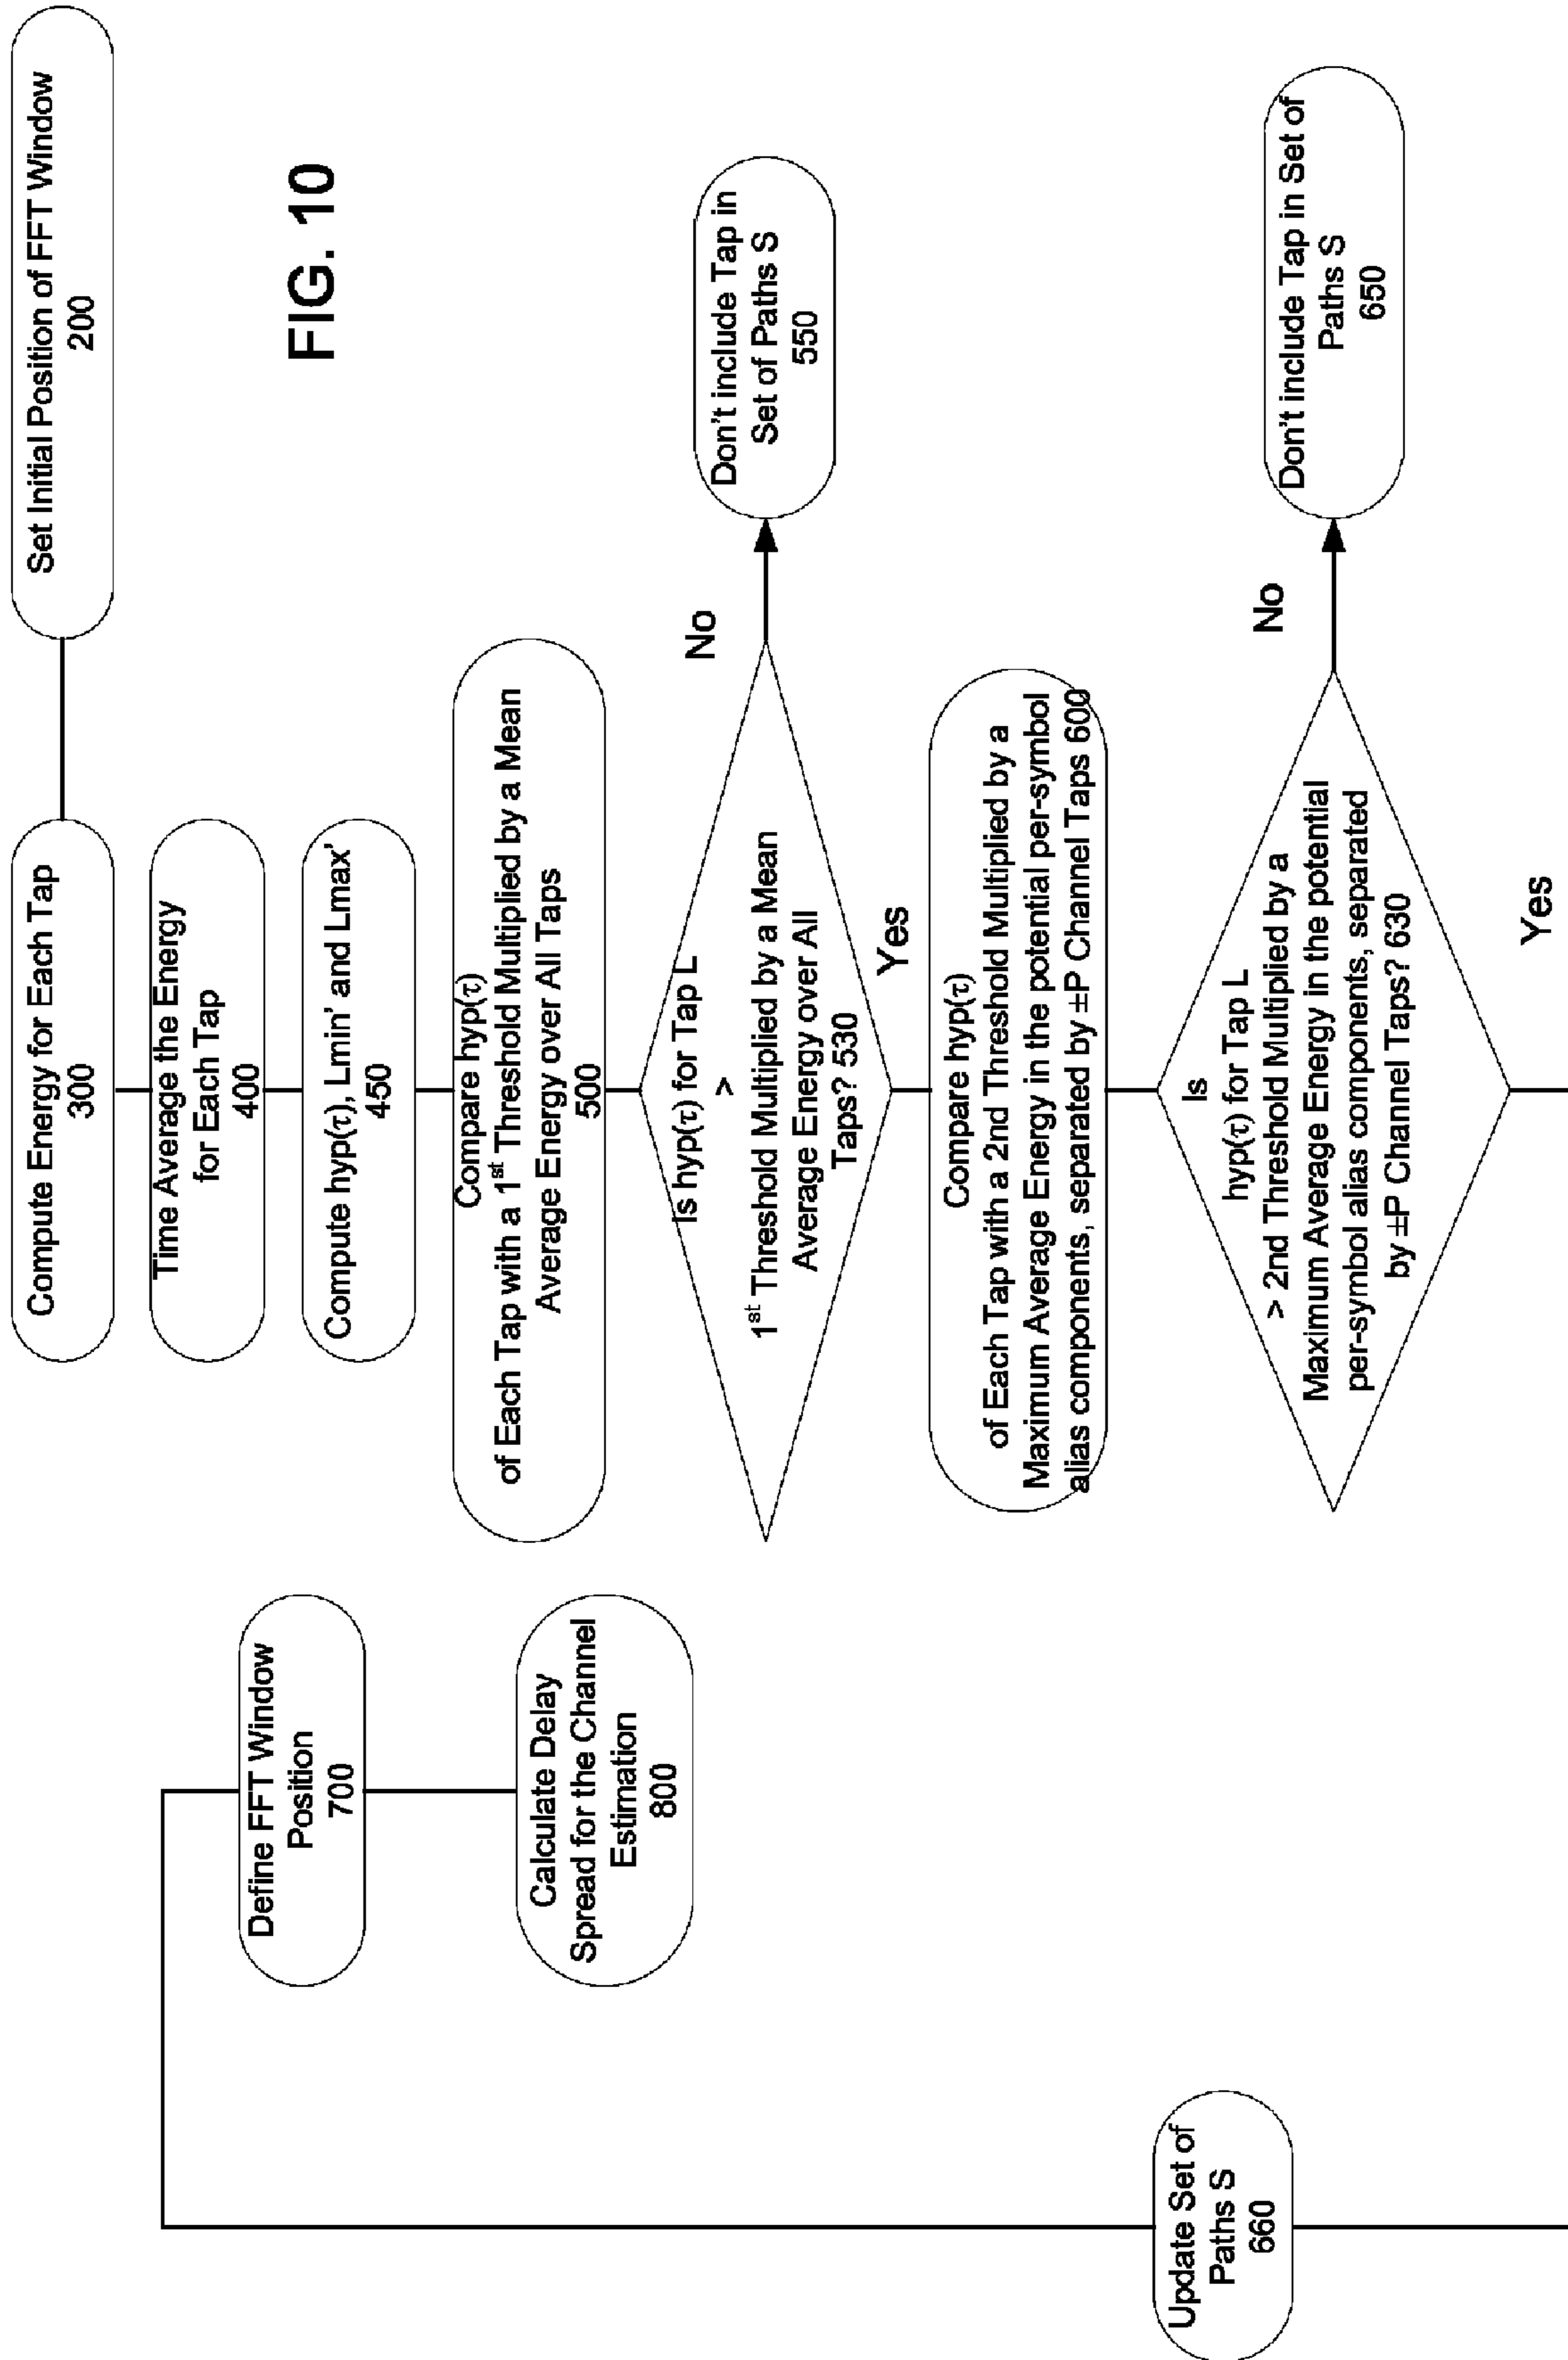 Set Initial Position of FFT Window
200
FIG. 10
Compute Energy for Each Tap
300
Time Average the Energy
for Each Tap
400
Compute hyp(τ), Lmin' and Lmax'
450
Compare hyp(τ)
of Each Tap with a 1st Threshold Multiplied by a Mean
Average Energy over All Taps
500
Is hyp(τ) for Tap L
>
1st Threshold Multiplied by a Mean
Average Energy over All
Taps? 530
No
Don't include Tap in
Set of Paths S
550
Yes
Compare hyp(τ)
of Each Tap with a 2nd Threshold Multiplied by a
Maximum Average Energy in the potential per-symbol
alias components, separated by ±P Channel Taps 600
Is
hyp(τ) for Tap L
> 2nd Threshold Multiplied by a
Maximum Average Energy in the potential
per-symbol alias components, separated
by ±P Channel Taps? 630
No
Don't include Tap in Set of
Paths S
650
Yes
Update Set of
Paths S
660
Define FFT Window
Position
700
Calculate Delay
Spread for the Channel
Estimation
800